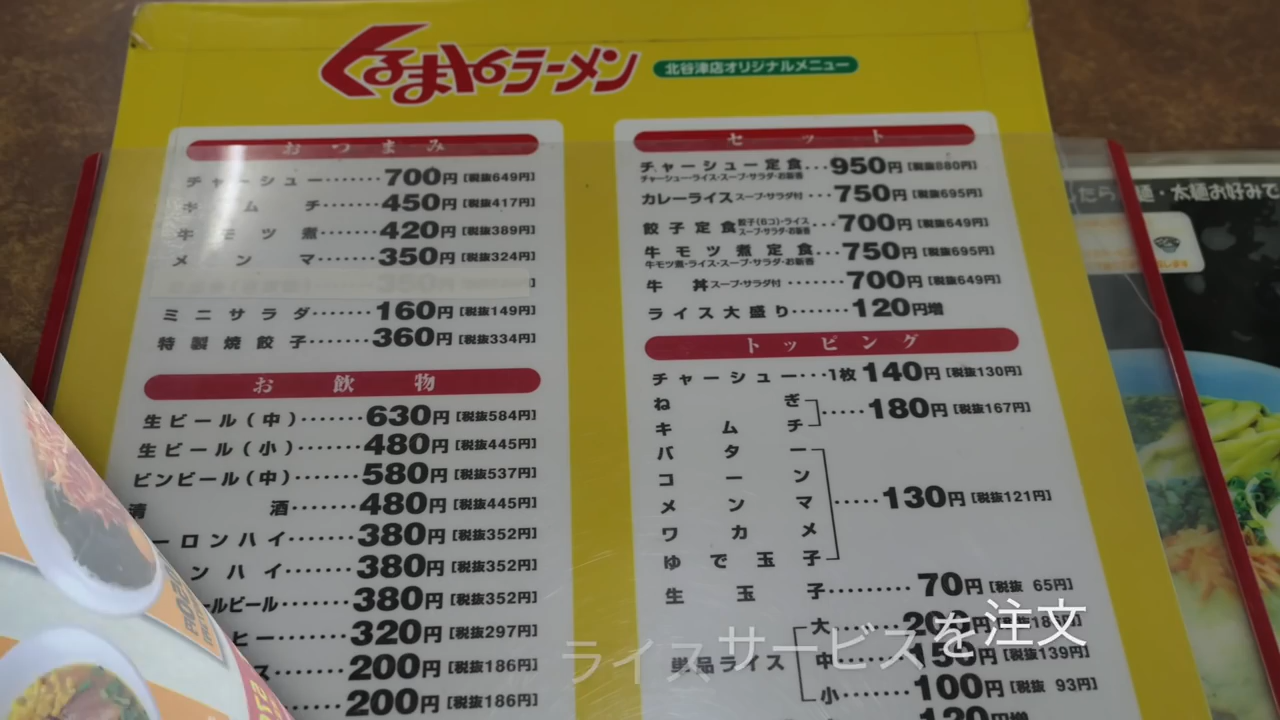 くるまやラーメン
北谷津店オリジナルメニュー
おつまみ
チャーシュー・・・・・・・700円[税抜649円]
キムチ・・・・・・・450円[税抜417円]
牛モツ煮・・・・・・・420円[税抜389円]
メンマ・・・・・・・350円[税抜324円]
ミニサラダ・・・・・・・160円[税抜149円]
特製焼餃子・・・・・・・360円[税抜334円]
お飲物
生ビール(中)・・・・・・・630円[税抜584円]
生ビール(小)・・・・・・・480円[税抜445円]
ビンビール(中)・・・・・・・580円[税抜537円]
清酒・・・・・・・480円[税抜445円]
ーロンハイ・・・・・・・380円[税抜352円]
ンハイ・・・・・・・380円[税抜352円]
ールビール・・・・・・・380円[税抜352円]
ヒー・・・・・・・320円[税抜297円]
ス・・・・・・・200円[税抜186円]
200円[税抜186円]
セット
チャーシュー定食・・・950円[税抜880円]
チャーシュー・ライス・スープ・サラダ・お新香
カレーライス スープ・サラダ付・・・750円[税抜695円]
餃子定食 餃子(6コ)・ライス スープ・サラダ・お新香・・・700円[税抜649円]
牛モツ煮定食・・・750円[税抜695円]
牛モツ煮・ライス・スープ・サラダ・お新香
牛丼 スープ・サラダ付・・・・・・・700円[税抜649円]
ライス大盛り・・・・・・・120円増
トッピング
チャーシュー・・・1枚140円[税抜130円]
ねぎ
キムチ
・・・・・180円[税抜167円]
バター
コーン
メンマ
ワカメ
ゆで玉子
・・・・・130円[税抜121円]
生玉子・・・・・・・・・70円[税抜 65円]
単品ライス
大・・・・・・・・200円[税抜186円]
中・・・・・・・・150円[税抜139円]
小・・・・・・・・・100円[税抜 93円]
120円増
ライスサービスを注文